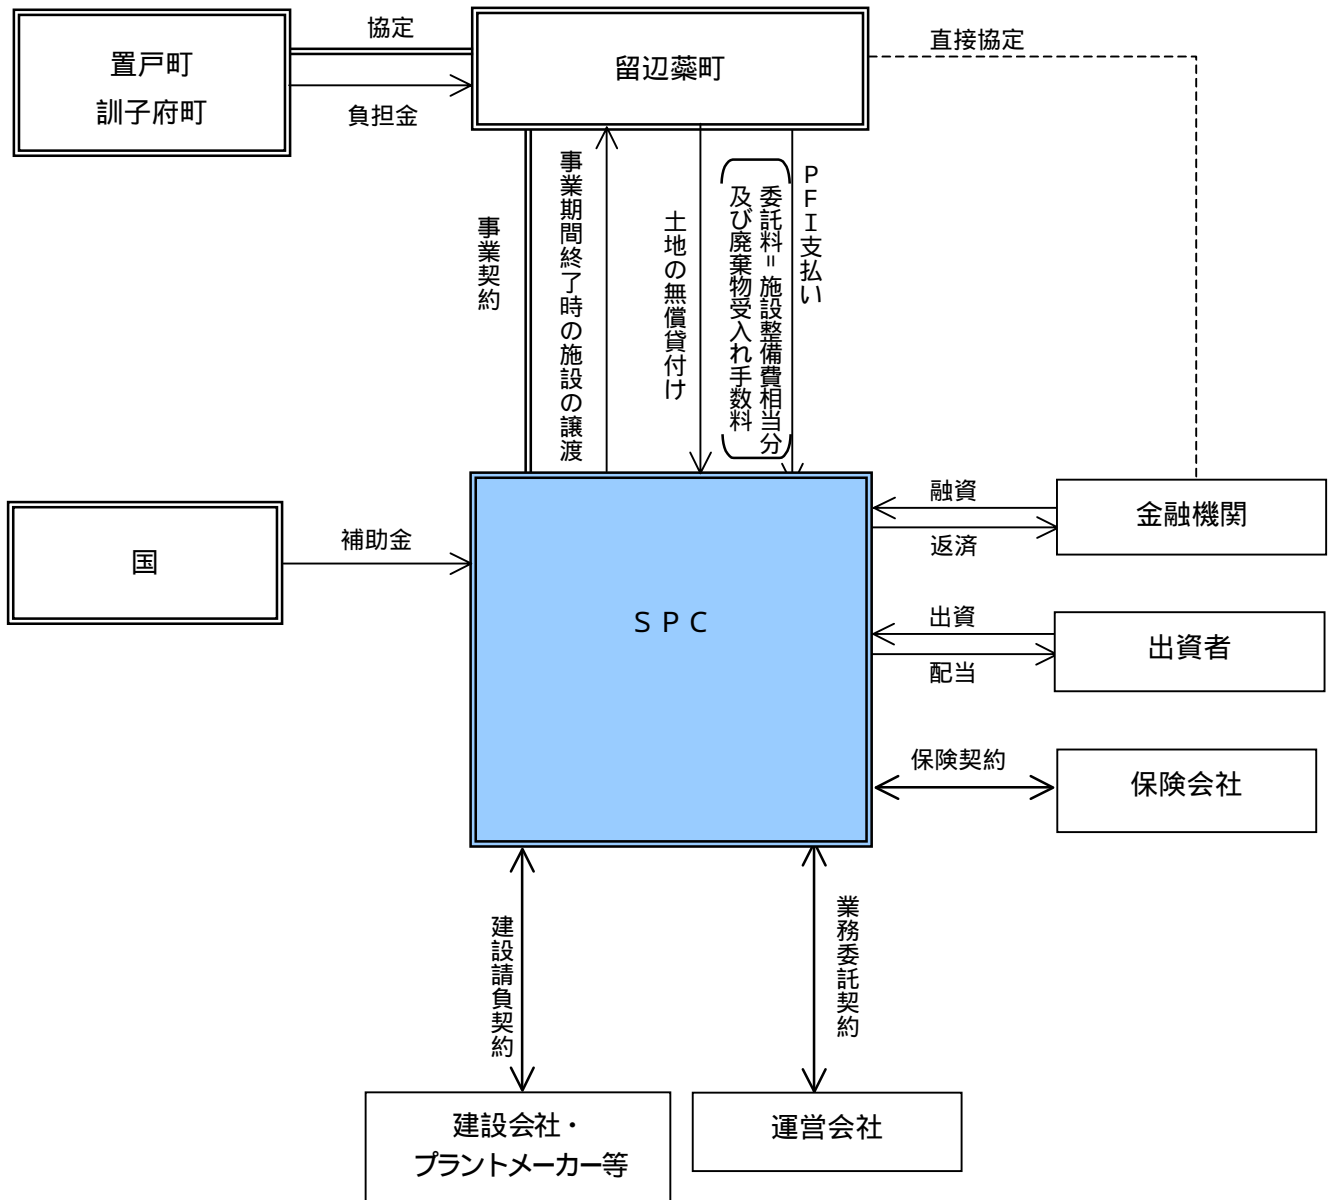 協定
直接協定
置戸町
訓子府町
留辺蘂町
負担金
事業契約
事業期間終了時の施設の譲渡
土地の無償貸付け
PFI支払い
委託料=施設整備費相当分
及び廃棄物受入れ手数料
国
補助金
SPC
融資
返済
金融機関
出資
配当
出資者
保険契約
保険会社
建設請負契約
業務委託契約
建設会社・
プラントメーカー等
運営会社